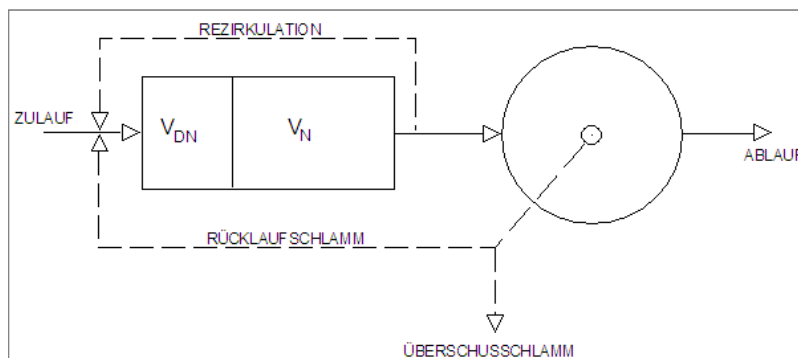 REZIRKULATION
ZULAUF
V_DN
V_N
ABLAUF
RÜCKLAUFSCHLAMM
ÜBERSCHUSSCHLAMM